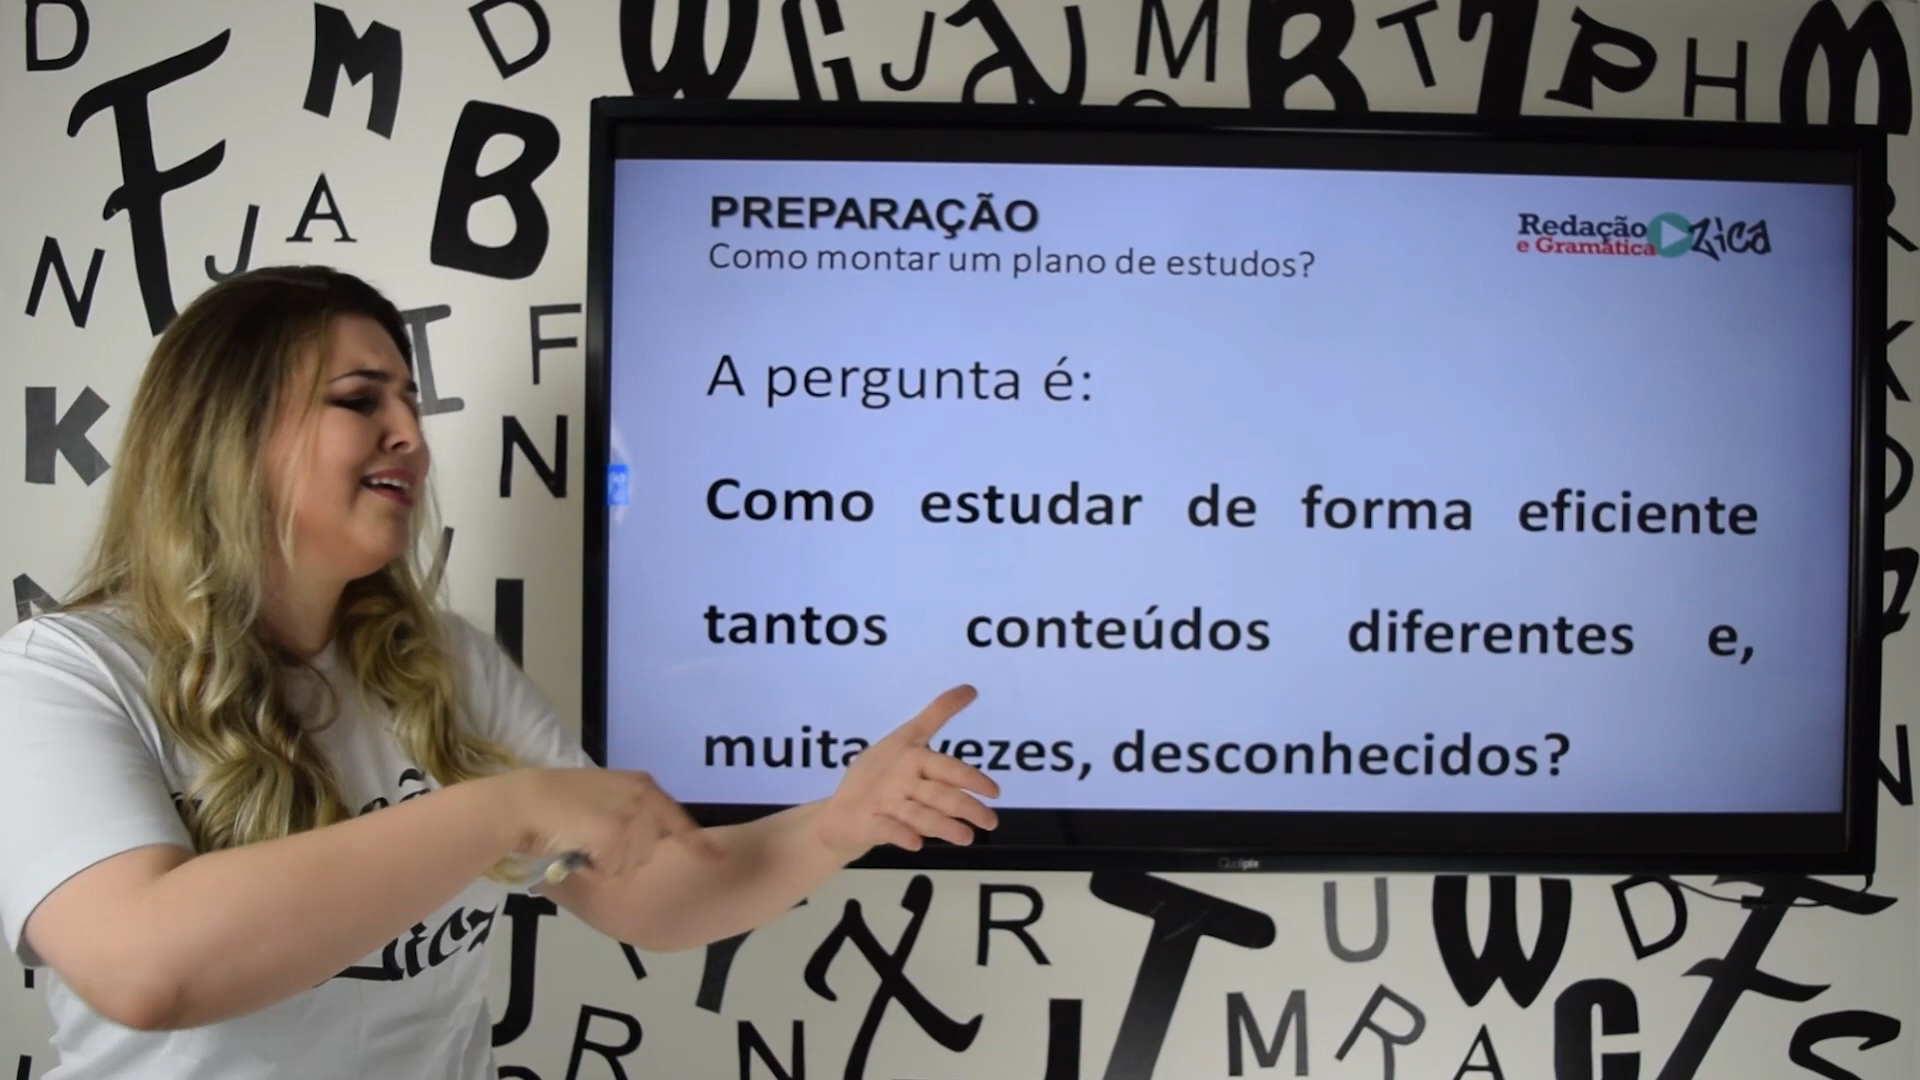 PREPARAÇÃO
Como montar um plano de estudos?
Redação
e Gramática
Zica
A pergunta é:
Como estudar de forma eficiente
tantos conteúdos diferentes e,
vezes, desconhecidos?